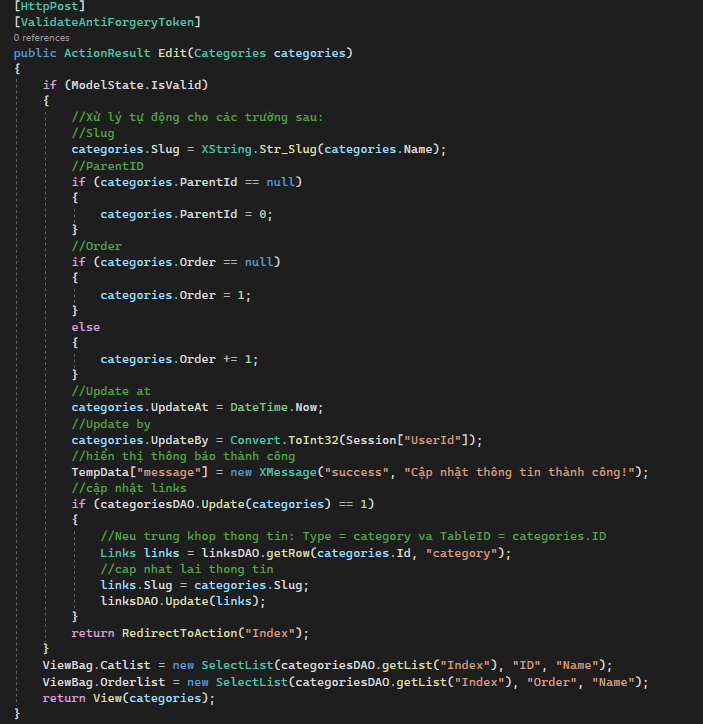 [HttpPost]
[ValidateAntiForgeryToken]
0 references
public ActionResult Edit(Categories categories)
{
    if (ModelState.IsValid)
    {
        //Xử lý tự động cho các trường sau:
        //Slug
        categories.Slug = XString.Str_Slug(categories.Name);
        //ParentID
        if (categories.ParentId == null)
        {
            categories.ParentId = 0;
        }
        //Order
        if (categories.Order == null)
        {
            categories.Order = 1;
        }
        else
        {
            categories.Order += 1;
        }
        //Update at
        categories.UpdateAt = DateTime.Now;
        //Update by
        categories.UpdateBy = Convert.ToInt32(Session["UserId"]);
        //hiển thị thông báo thành công
        TempData["message"] = new XMessage("success", "Cập nhật thông tin thành công!");
        //cập nhật links
        if (categoriesDAO.Update(categories) == 1)
        {
            //Neu trung khop thong tin: Type = category va TableID = categories.ID
            Links links = linksDAO.getRow(categories.Id, "category");
            //cap nhat lai thong tin
            links.Slug = categories.Slug;
            linksDAO.Update(links);
        }
        return RedirectToAction("Index");
    }
    ViewBag.Catlist = new SelectList(categoriesDAO.getList("Index"), "ID", "Name");
    ViewBag.Orderlist = new SelectList(categoriesDAO.getList("Index"), "Order", "Name");
    return View(categories);
}